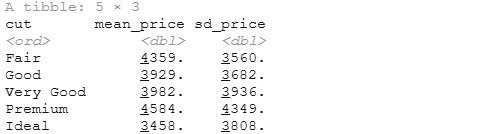 A tibble: 5 × 3
cut mean_price sd_price
<ord> <dbl> <dbl>
Fair 4359. 3560.
Good 3929. 3682.
Very Good 3982. 3936.
Premium 4584. 4349.
Ideal 3458. 3808.